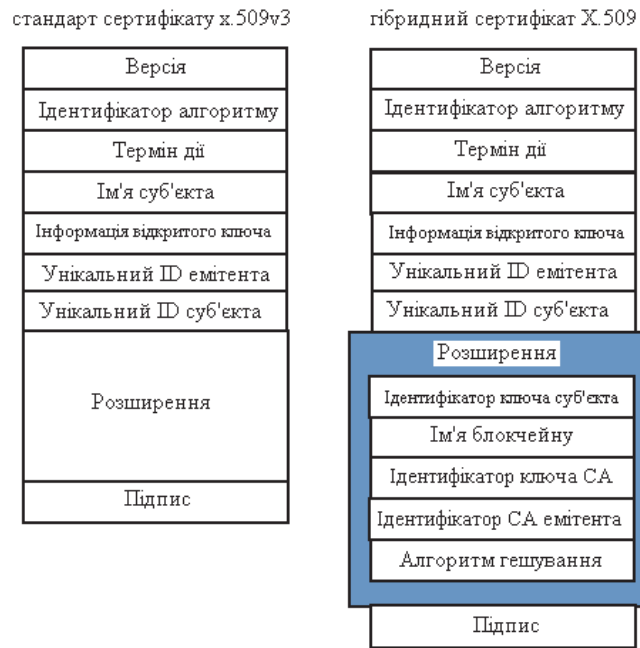 стандарт сертифікату х.509v3
Версія
Ідентифікатор алгоритму
Термін дії
Ім'я суб'єкта
Інформація відкритого ключа
Унікальний ID емітента
Унікальний ID суб'єкта
Розширення
Підпис
гібридний сертифікат X.509
Версія
Ідентифікатор алгоритму
Термін дії
Ім'я суб'єкта
Інформація відкритого ключа
Унікальний ID емітента
Унікальний ID суб'єкта
Розширення
Ідентифікатор ключа суб'єкта
Ім'я блокчейну
Ідентифікатор ключа CA
Ідентифікатор CA емітента
Алгоритм гешування
Підпис